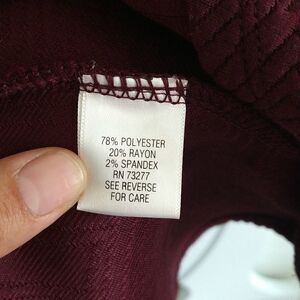 78% POLYESTER
20% RAYON
2% SPANDEX
RN 73277
SEE REVERSE
FOR CARE